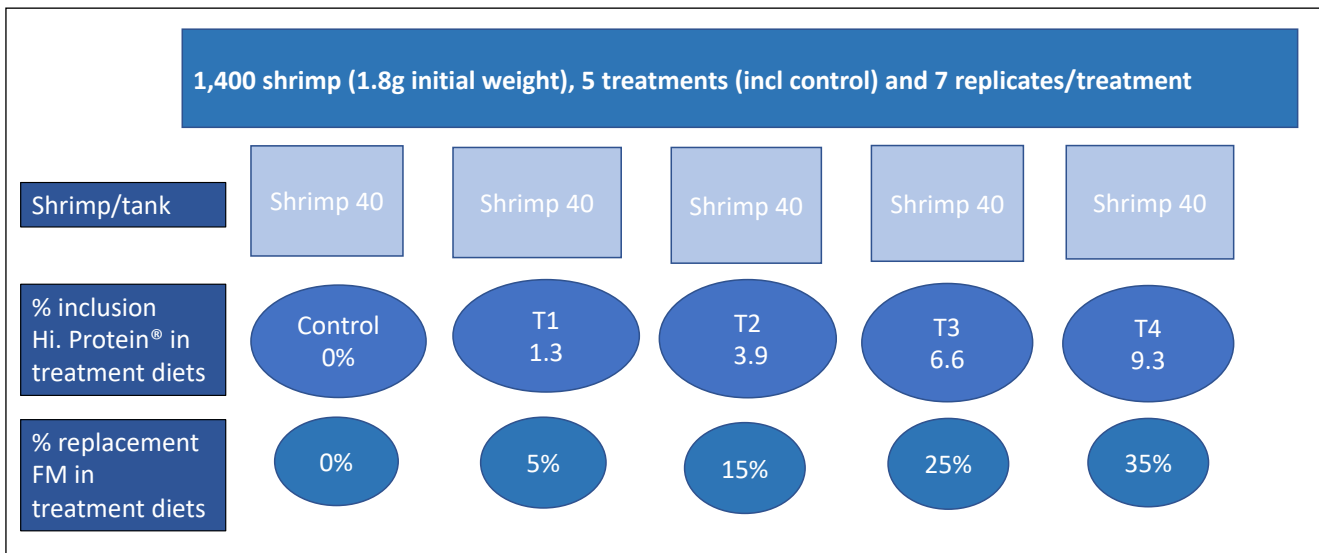 1,400 shrimp (1.8g initial weight), 5 treatments (incl control) and 7 replicates/treatment
Shrimp/tank
Shrimp 40
Shrimp 40
Shrimp 40
Shrimp 40
Shrimp 40
% inclusion
Hi. Protein® in
treatment diets
Control
0%
T1
1.3
T2
3.9
T3
6.6
T4
9.3
% replacement
FM in
treatment diets
0%
5%
15%
25%
35%